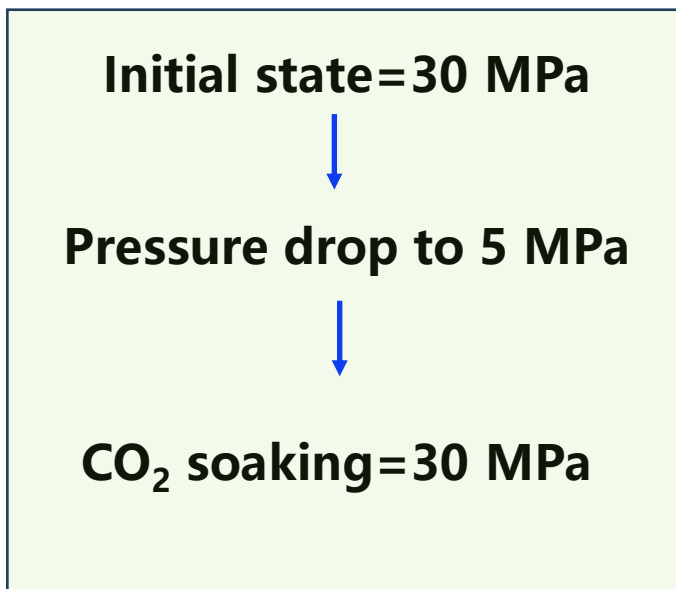 Initial state=30 MPa
Pressure drop to 5 MPa
CO₂ soaking=30 MPa